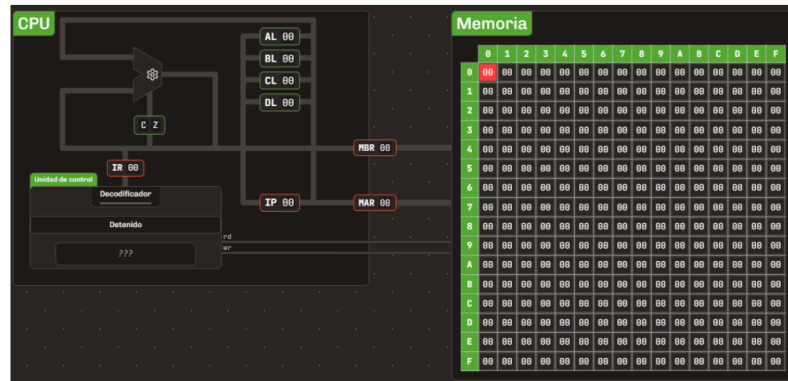 CPU
AL 00
BL 00
CL 00
DL 00
C Z
MBR 00
IR 00
Unidad de control
Decodificador
IP 00
MAR 00
Detenido
rd
wr
???
Memoria
0 1 2 3 4 5 6 7 8 9 A B C D E F
0 00 00 00 00 00 00 00 00 00 00 00 00 00 00 00 00
1 00 00 00 00 00 00 00 00 00 00 00 00 00 00 00 00
2 00 00 00 00 00 00 00 00 00 00 00 00 00 00 00 00
3 00 00 00 00 00 00 00 00 00 00 00 00 00 00 00 00
4 00 00 00 00 00 00 00 00 00 00 00 00 00 00 00 00
5 00 00 00 00 00 00 00 00 00 00 00 00 00 00 00 00
6 00 00 00 00 00 00 00 00 00 00 00 00 00 00 00 00
7 00 00 00 00 00 00 00 00 00 00 00 00 00 00 00 00
8 00 00 00 00 00 00 00 00 00 00 00 00 00 00 00 00
9 00 00 00 00 00 00 00 00 00 00 00 00 00 00 00 00
A 00 00 00 00 00 00 00 00 00 00 00 00 00 00 00 00
B 00 00 00 00 00 00 00 00 00 00 00 00 00 00 00 00
C 00 00 00 00 00 00 00 00 00 00 00 00 00 00 00 00
D 00 00 00 00 00 00 00 00 00 00 00 00 00 00 00 00
E 00 00 00 00 00 00 00 00 00 00 00 00 00 00 00 00
F 00 00 00 00 00 00 00 00 00 00 00 00 00 00 00 00